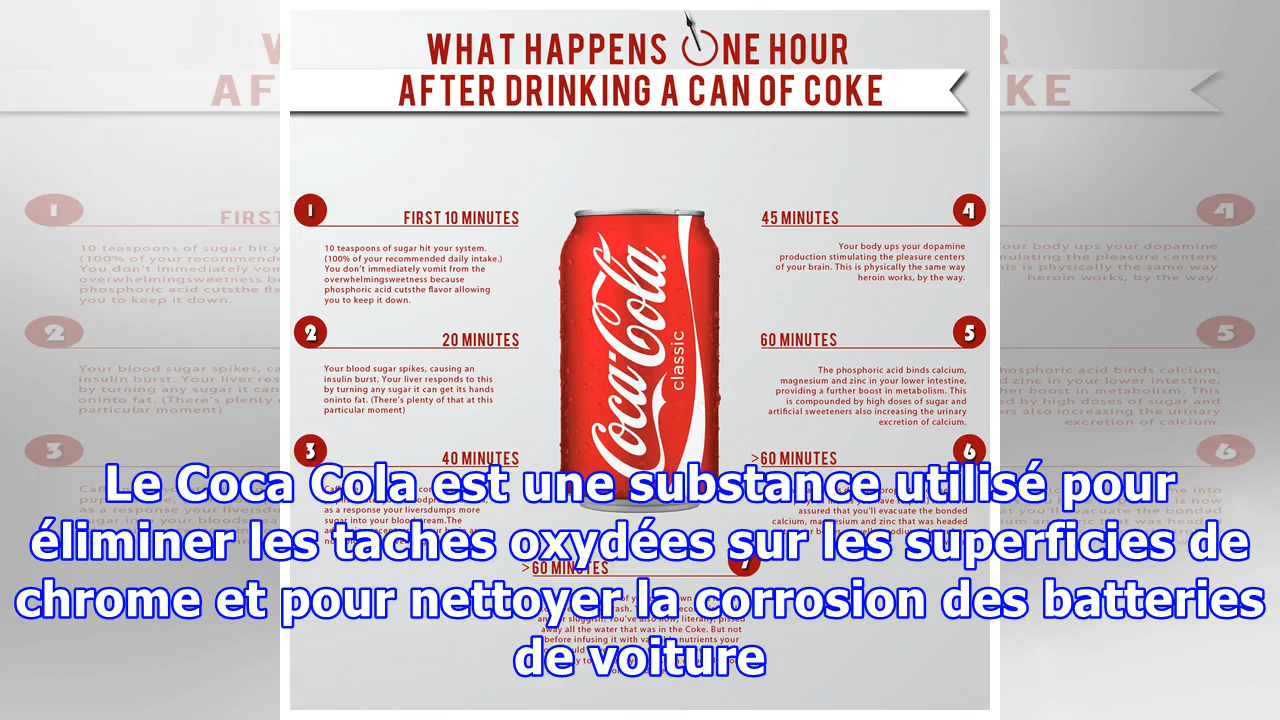 WHAT HAPPENS ONE HOUR
AFTER DRINKING A CAN OF COKE
1
FIRST 10 MINUTES
10 teaspoons of sugar hit your system.
(100% of your recommended daily intake.)
You don't immediately vomit from the
overwhelmingsweetness because
phosphoric acid cutsthe flavor allowing
you to keep it down.
2
20 MINUTES
Your blood sugar spikes, causing an
insulin burst. Your liver responds to this
by turning any sugar it can get its hands
oninto fat. (There's plenty of that at this
particular moment)
3
40 MINUTES
as a response your liversdumps more
sugar into your bloodstream.The
Coca-Cola
classic
45 MINUTES
4
Your body ups your dopamine
production stimulating the pleasure centers
of your brain. This is physically the same way
heroin works, by the way.
60 MINUTES
5
The phosphoric acid binds calcium,
magnesium and zinc in your lower intestine,
providing a further boost in metabolism. This
is compounded by high doses of sugar and
artificial sweeteners also increasing the urinary
excretion of calcium.
>60 MINUTES
6
assured that you'll evacuate the bonded
calcium, magnesium and zinc that was headed
>60 MINUTES
7
away all the water that was in the Coke. But not
before infusing it with
nutrients your
Le Coca Cola est une substance utilisé pour
éliminer les taches oxydées sur les superficies de
chrome et pour nettoyer la corrosion des batteries
de voiture